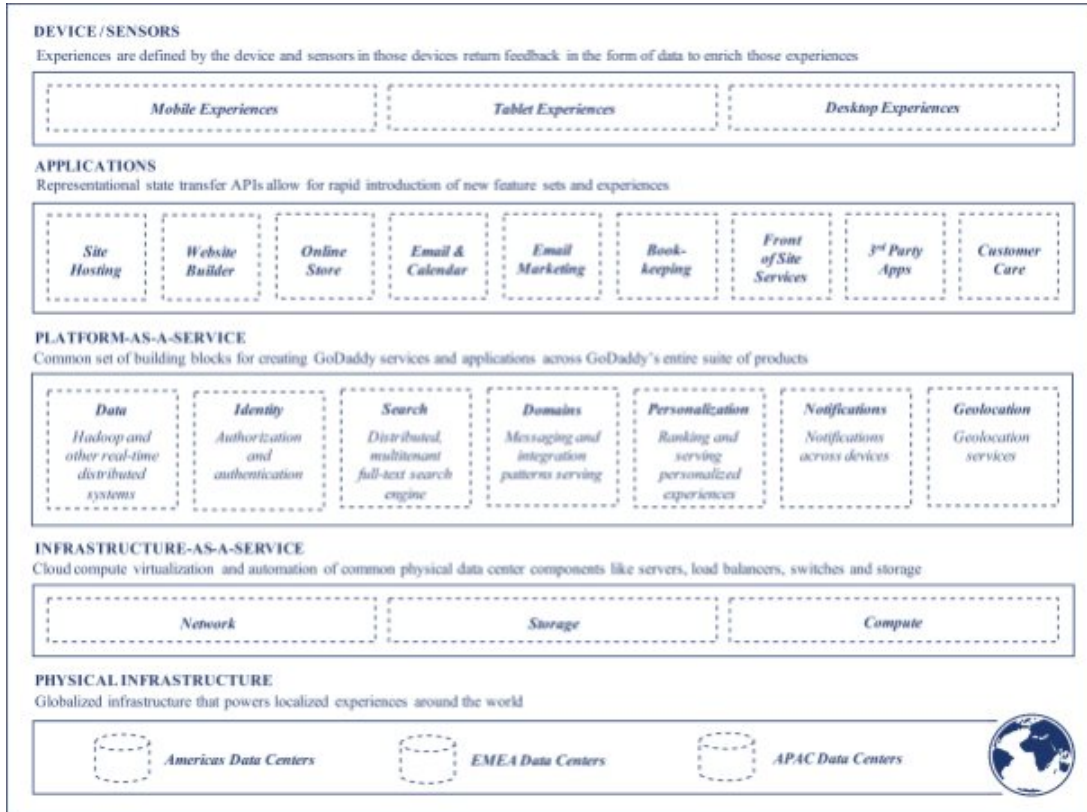 DEVICE/SENSORS
Experiences are defined by the device and sensors in those devices return feedback in the form of data to enrich those experiences
Mobile Experiences
Tablet Experiences
Desktop Experiences
APPLICATIONS
Representational state transfer APIs allow for rapid introduction of new feature sets and experiences
Site
Hosting
Website
Builder
Online
Store
Email &
Calendar
Email
Marketing
Book-
keeping
Front
of Site
Services
3rd Party
Apps
Customer
Care
PLATFORM-AS-A-SERVICE
Common set of building blocks for creating GoDaddy services and applications across GoDaddy's entire suite of products
Data
Hadoop and
other real-time
distributed
systems
Identity
Authorization
and
authentication
Search
Distributed,
multitenant
full-text search
engine
Domains
Messaging and
integration
patterns serving
Personalization
Ranking and
serving
personalized
experiences
Notifications
Notifications
across devices
Geolocation
Geolocation
services
INFRASTRUCTURE-AS-A-SERVICE
Cloud compute virtualization and automation of common physical data center components like servers, load balancers, switches and storage
Network
Storage
Compute
PHYSICAL INFRASTRUCTURE
Globalized infrastructure that powers localized experiences around the world
Americas Data Centers
EMEA Data Centers
APAC Data Centers